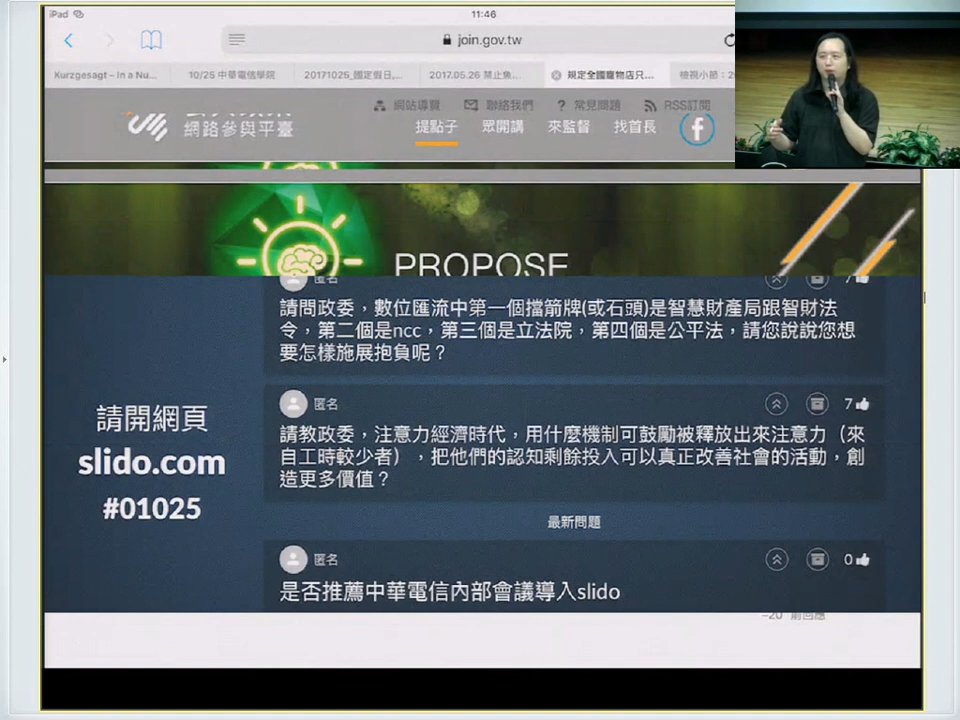 iPad
11:46
join.gov.tw
Kurzgesagt – In a Nu...
10/25 中華電信學院
20171025_國定假日,...
2017.05.26 禁止集...
規定全國寵物店只...
檢視小節:2
網站導覽
聯絡我們
常見問題
RSS訂閱
網路參與平臺
提點子
眾開講
來監督
找首長
PROPOSE
匿名
7
請問政委，數位匯流中第一個擋箭牌(或石頭)是智慧財產局跟智財法
令，第二個是ncc，第三個是立法院，第四個是公平法，請您說說您想
要怎樣施展抱負呢？
匿名
7
請教政委，注意力經濟時代，用什麼機制可鼓勵被釋放出來注意力（來
自工時較少者），把他們的認知剩餘投入可以真正改善社會的活動，創
造更多價值？
最新問題
匿名
0
是否推薦中華電信內部會議導入slido
請開網頁
slido.com
#01025